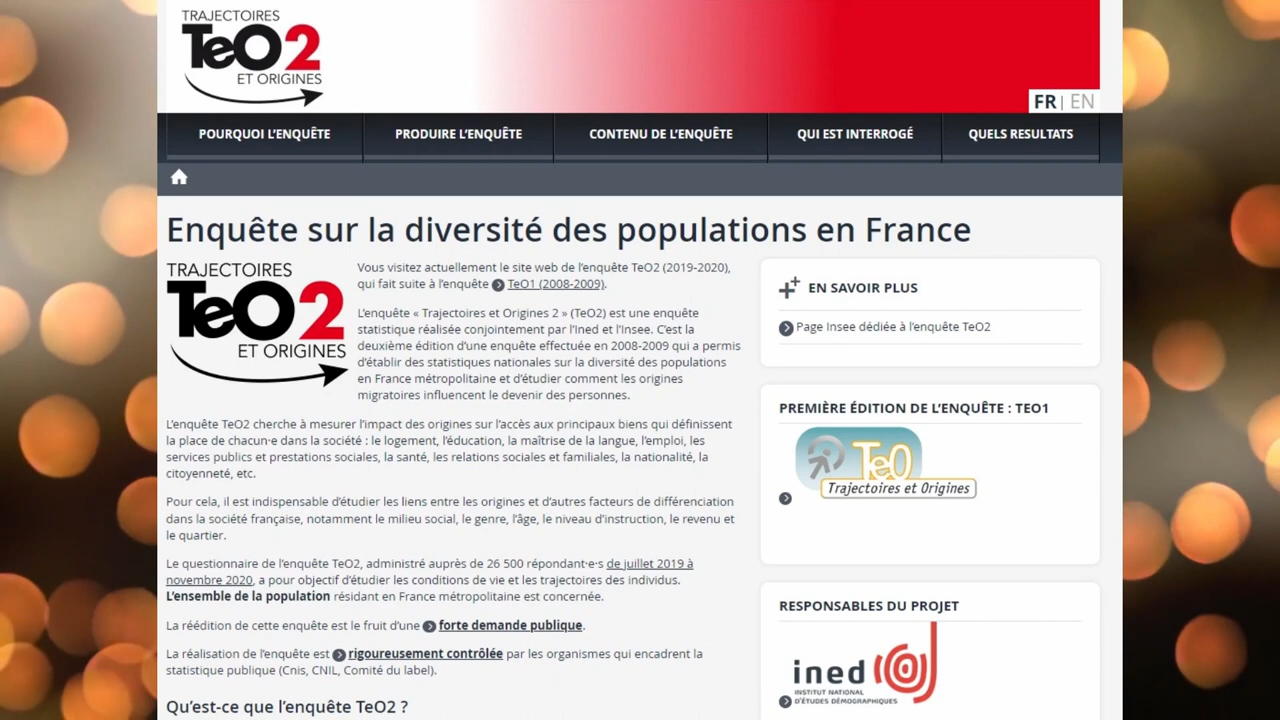 TRAJECTOIRES
TeO2
ET ORIGINES
FR | EN
POURQUOI L'ENQUÊTE
PRODUIRE L'ENQUÊTE
CONTENU DE L'ENQUÊTE
QUI EST INTERROGÉ
QUELS RESULTATS
Enquête sur la diversité des populations en France
TRAJECTOIRES
TeO2
ET ORIGINES
Vous visitez actuellement le site web de l'enquête TeO2 (2019-2020),
qui fait suite à l'enquête TeO1 (2008-2009).
L'enquête « Trajectoires et Origines 2 » (TeO2) est une enquête
statistique réalisée conjointement par l'Ined et l'Insee. C'est la
deuxième édition d'une enquête effectuée en 2008-2009 qui a permis
d'établir des statistiques nationales sur la diversité des populations
en France métropolitaine et d'étudier comment les origines
migratoires influencent le devenir des personnes.
L'enquête TeO2 cherche à mesurer l'impact des origines sur l'accès aux principaux biens qui définissent
la place de chacun·e dans la société : le logement, l'éducation, la maîtrise de la langue, l'emploi, les
services publics et prestations sociales, la santé, les relations sociales et familiales, la nationalité, la
citoyenneté, etc.
Pour cela, il est indispensable d'étudier les liens entre les origines et d'autres facteurs de différenciation
dans la société française, notamment le milieu social, le genre, l'âge, le niveau d'instruction, le revenu et
le quartier.
Le questionnaire de l'enquête TeO2, administré auprès de 26 500 répondant·e·s de juillet 2019 à
novembre 2020, a pour objectif d'étudier les conditions de vie et les trajectoires des individus.
L'ensemble de la population résidant en France métropolitaine est concernée.
La réédition de cette enquête est le fruit d'une forte demande publique.
La réalisation de l'enquête est rigoureusement contrôlée par les organismes qui encadrent la
statistique publique (Cnis, CNIL, Comité du label).
Qu'est-ce que l'enquête TeO2 ?
EN SAVOIR PLUS
Page Insee dédiée à l'enquête TeO2
PREMIÈRE ÉDITION DE L'ENQUÊTE : TEO1
TeO
Trajectoires et Origines
RESPONSABLES DU PROJET
ined
INSTITUT NATIONAL
D'ÉTUDES DÉMOGRAPHIQUES